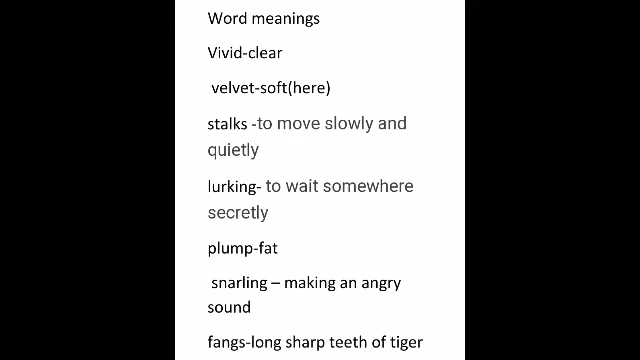 Word meanings
Vivid-clear
velvet-soft(here)
stalks -to move slowly and
quietly
lurking- to wait somewhere
secretly
plump-fat
snarling – making an angry
sound
fangs-long sharp teeth of tiger